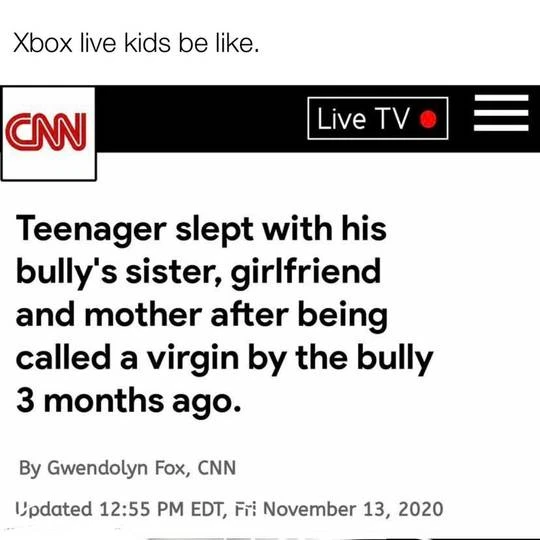 Xbox live kids be like.
CNN
Live TV
Teenager slept with his
bully's sister, girlfriend
and mother after being
called a virgin by the bully
3 months ago.
By Gwendolyn Fox, CNN
Updated 12:55 PM EDT, Fri November 13, 2020